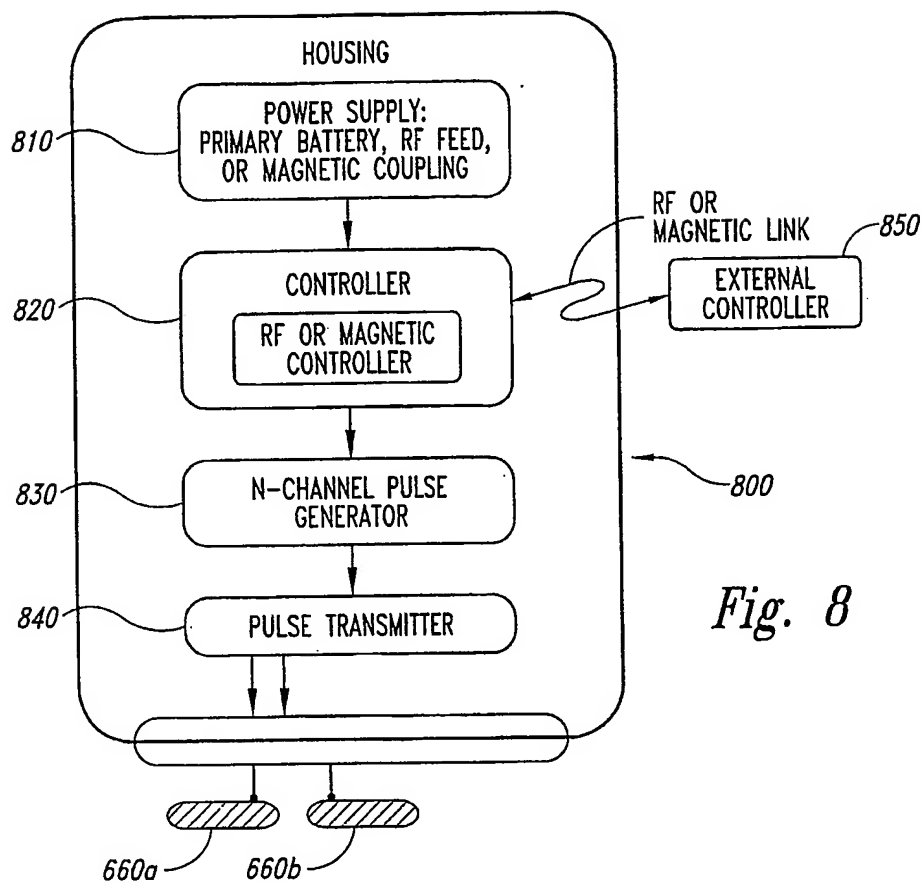 HOUSING
810
POWER SUPPLY:
PRIMARY BATTERY, RF FEED,
OR MAGNETIC COUPLING
RF OR
MAGNETIC LINK
850
EXTERNAL
CONTROLLER
820
CONTROLLER
RF OR MAGNETIC
CONTROLLER
830
N-CHANNEL PULSE
GENERATOR
800
840
PULSE TRANSMITTER
Fig. 8
660a
660b